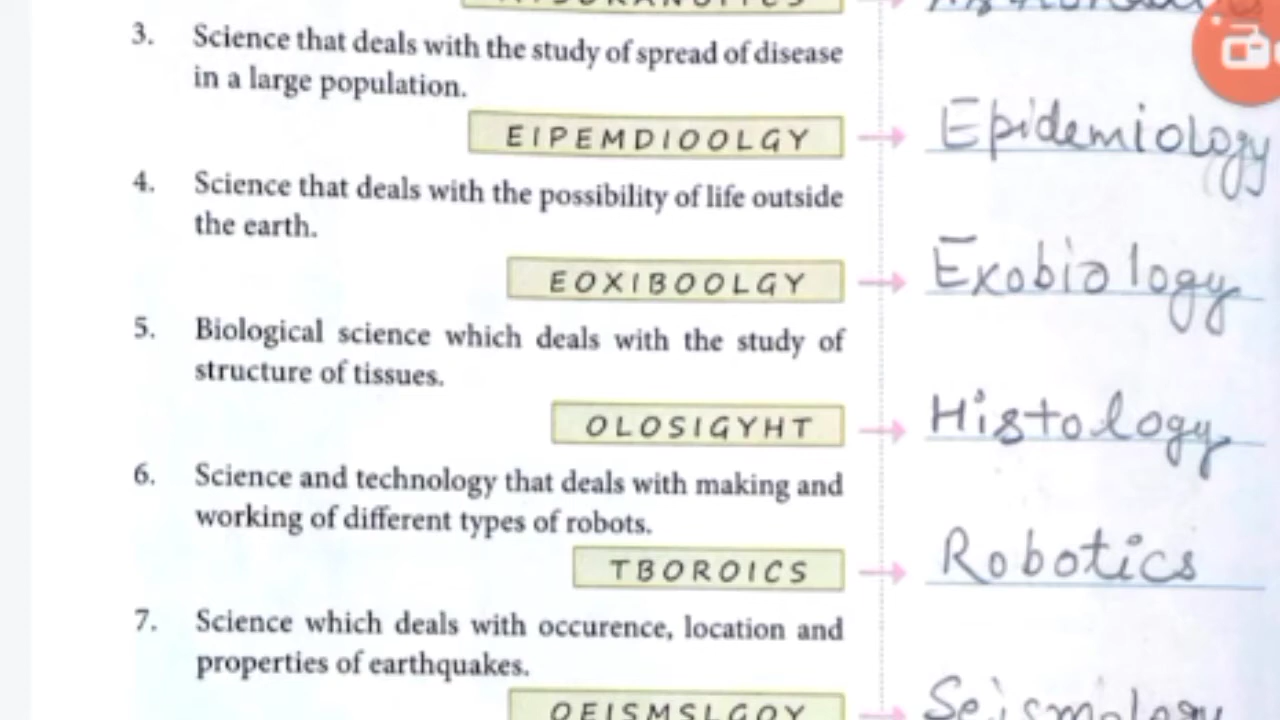 3. Science that deals with the study of spread of disease
in a large population.
EIPEMDIOOLGY Epidemiology
4. Science that deals with the possibility of life outside
the earth.
EOXIBOOLGY Exobiology
5. Biological science which deals with the study of
structure of tissues.
OLOSIGYHT Histology
6. Science and technology that deals with making and
working of different types of robots.
TBOROICS Robotics
7. Science which deals with occurence, location and
properties of earthquakes.
OEISMSLGOY Seismology